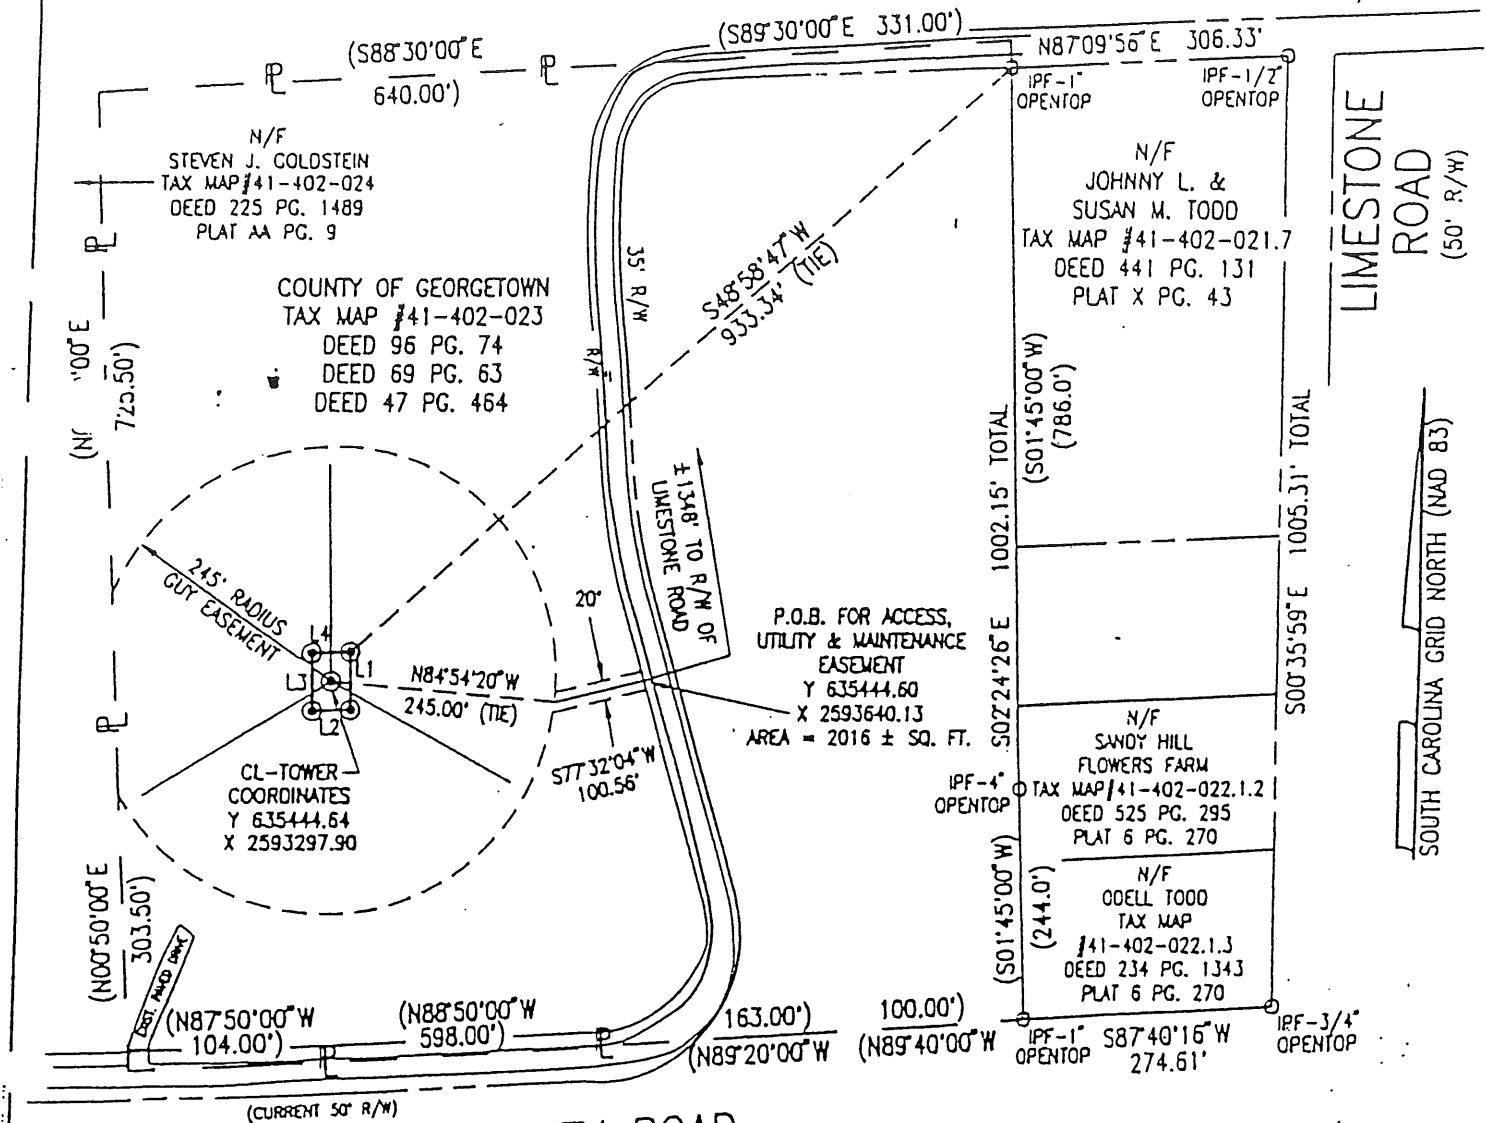 (S89°30'00"E 331.00')
(S88°30'00"E
640.00')
N87°09'56"E 306.33'
IPF-1"
OPENTOP
IPF-1/2"
OPENTOP
N/F
STEVEN J. GOLDSTEIN
TAX MAP#41-402-024
DEED 225 PG. 1489
PLAT AA PG. 9
N/F
JOHNNY L. &
SUSAN M. TODD
TAX MAP #41-402-021.7
DEED 441 PG. 131
PLAT X PG. 43
LIMESTONE
ROAD
(50' R/W)
COUNTY OF GEORGETOWN
TAX MAP #41-402-023
DEED 96 PG. 74
DEED 69 PG. 63
DEED 47 PG. 464
35' R/W
R/W
S48°58'47"W
933.34' (TIE)
"00"E
725.50')
(S01°45'00"W)
(786.0')
1002.15' TOTAL
S02°24'26"E
1005.31' TOTAL
S00°35'59"E
SOUTH CAROLINA GRID NORTH (NAD 83)
±1348' TO R/W OF
LIMESTONE ROAD
245' RADIUS
GUY EASEMENT
20'
L4
L1
L3
L2
N84°54'20"W
245.00' (TIE)
P.O.B. FOR ACCESS,
UTILITY & MAINTENANCE
EASEMENT
Y 635444.60
X 2593640.13
AREA = 2016 ± SQ. FT.
S77°32'04"W
100.56'
CL-TOWER
COORDINATES
Y 635444.64
X 2593297.90
IPF-4"
OPENTOP
N/F
SANDY HILL
FLOWERS FARM
TAX MAP#41-402-022.1.2
DEED 525 PG. 295
PLAT 6 PG. 270
N/F
ODELL TODD
TAX MAP
#41-402-022.1.3
DEED 234 PG. 1343
PLAT 6 PG. 270
(S01°45'00"W)
(244.0')
(N00°50'00"E
303.50')
EXIST. PAVED DRIVE
(N87°50'00"W
104.00')
(N88°50'00"W
598.00')
163.00')
(N89°20'00"W
100.00')
(N89°40'00"W
IPF-1"
OPENTOP
S87°40'16"W
274.61'
IPF-3/4"
OPENTOP
(CURRENT 50' R/W)
ROAD